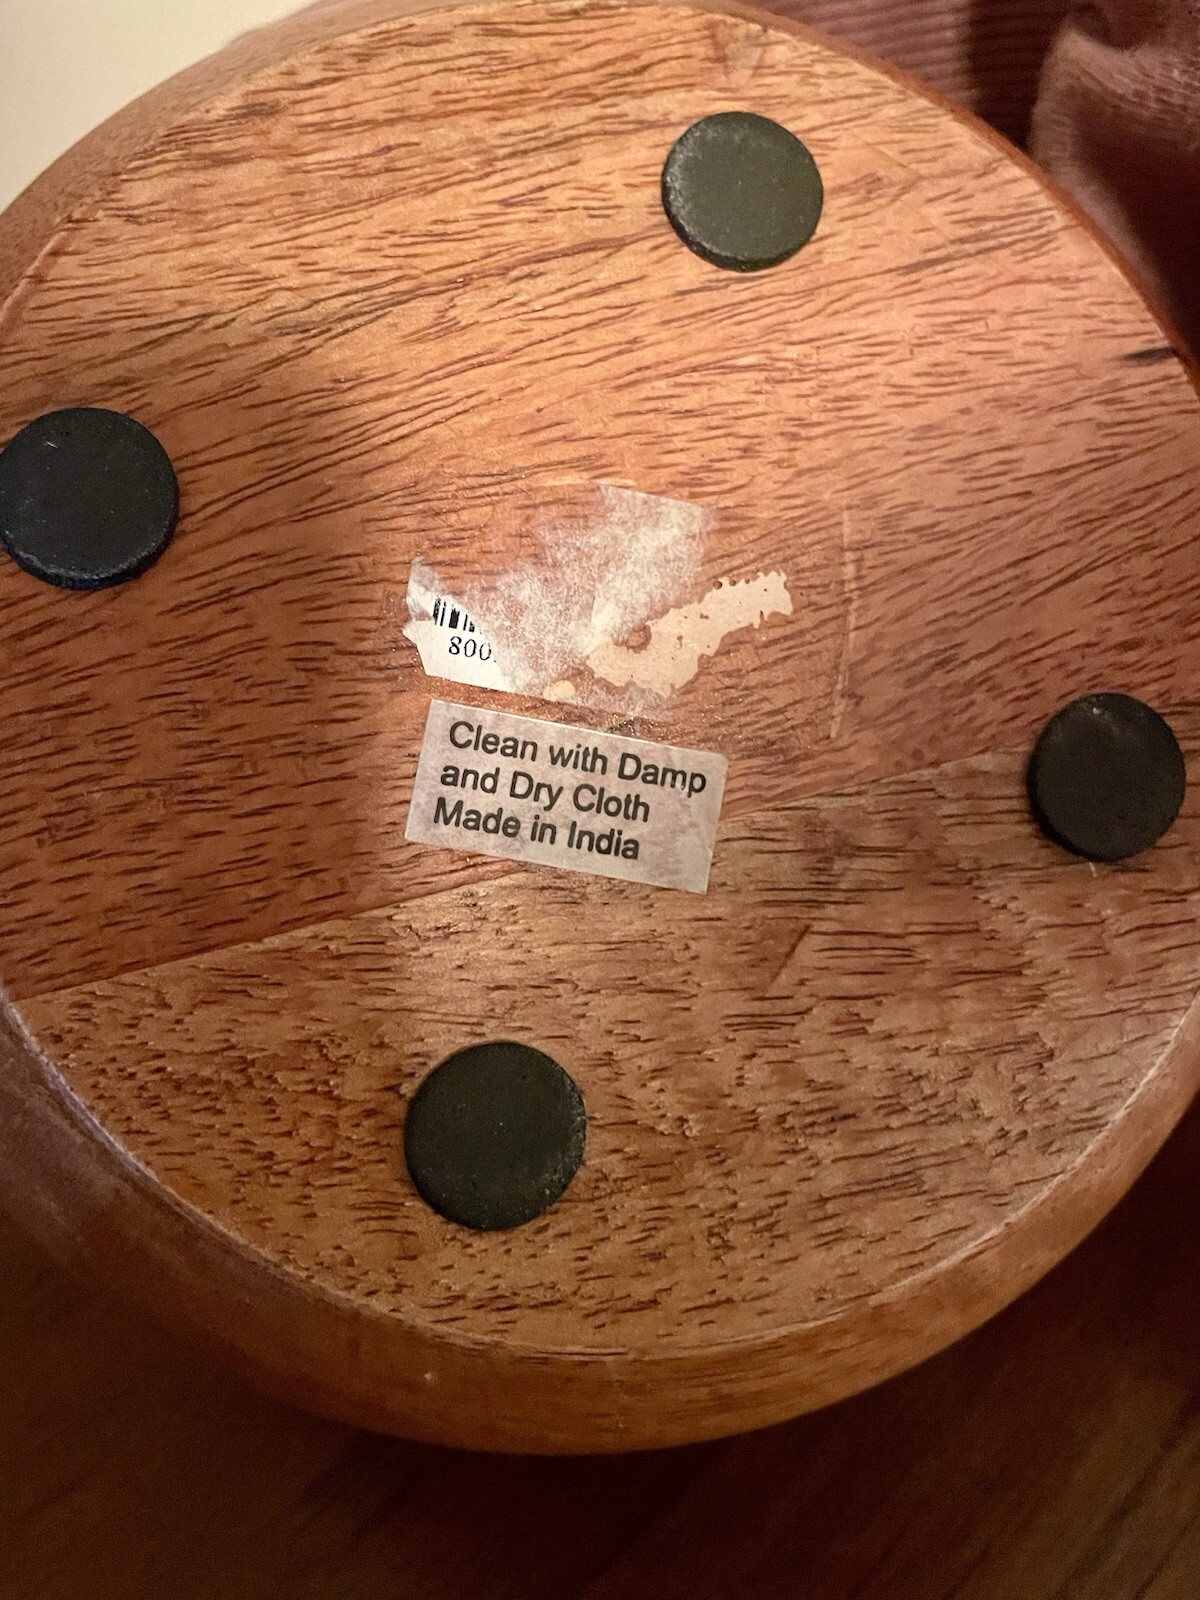 800
Clean with Damp
and Dry Cloth
Made in India